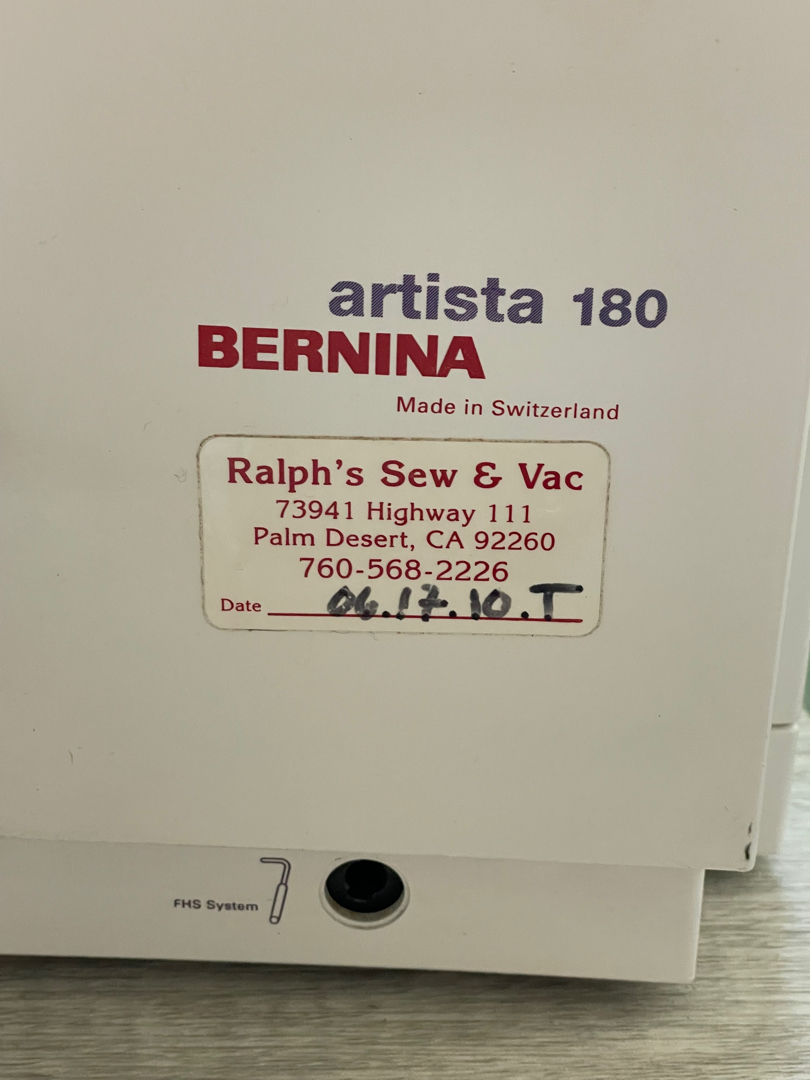 artista 180
BERNINA
Made in Switzerland
Ralph's Sew & Vac
73941 Highway 111
Palm Desert, CA 92260
760-568-2226
Date 06.17.10.T
FHS System